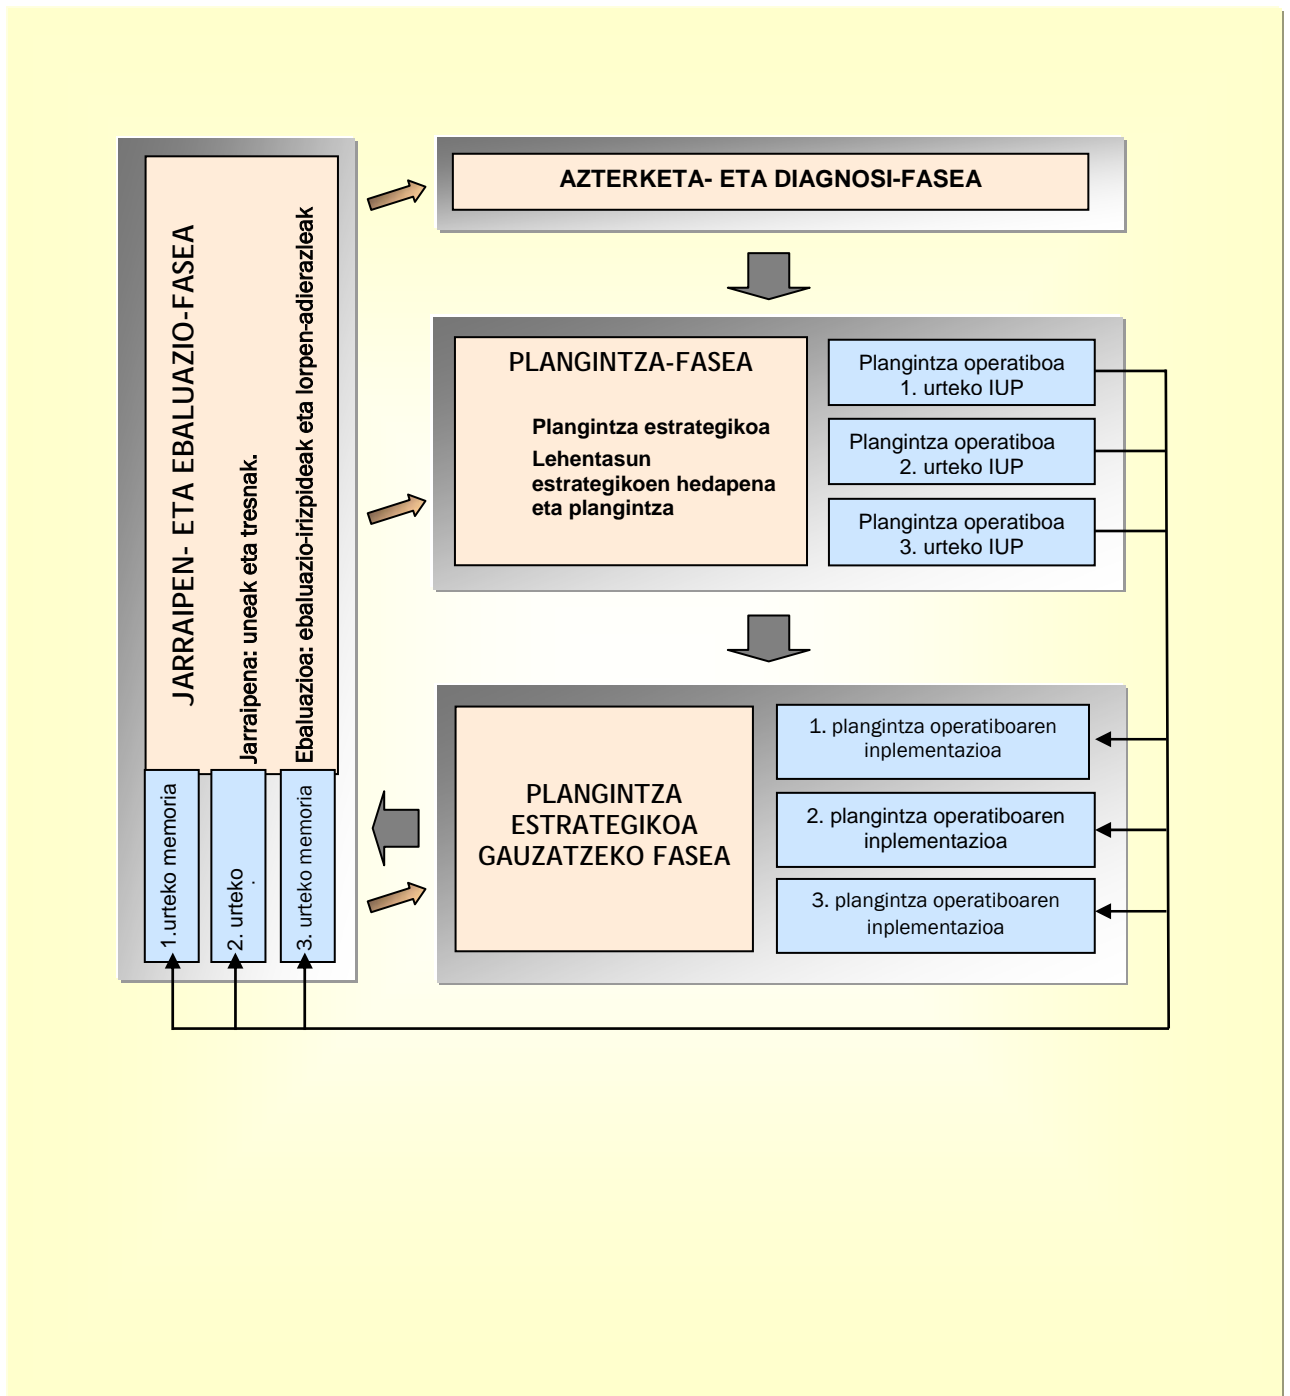 JARRAIPEN- ETA EBALUAZIO-FASEA
Jarraipena: uneak eta tresnak.
Ebaluazioa: ebaluazio-irizpideak eta lorpen-adierazleak
1.urteko memoria
2. urteko
3. urteko memoria
AZTERKETA- ETA DIAGNOSI-FASEA
PLANGINTZA-FASEA
Plangintza estrategikoa
Lehentasun
estrategikoen hedapena
eta plangintza
Plangintza operatiboa
1. urteko IUP
Plangintza operatiboa
2. urteko IUP
Plangintza operatiboa
3. urteko IUP
PLANGINTZA
ESTRATEGIKOA
GAUZATZEKO FASEA
1. plangintza operatiboaren
inplementazioa
2. plangintza operatiboaren
inplementazioa
3. plangintza operatiboaren
inplementazioa